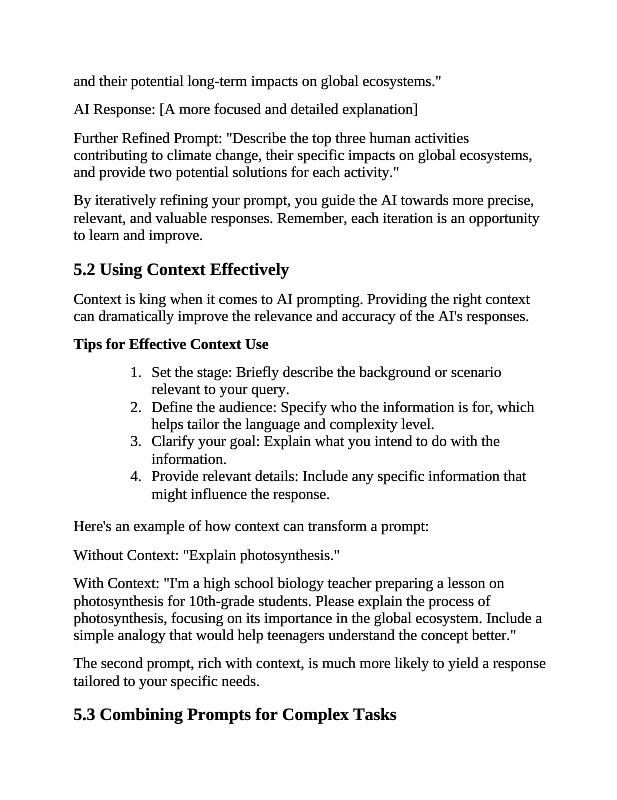 and their potential long-term impacts on global ecosystems."
AI Response: [A more focused and detailed explanation]
Further Refined Prompt: "Describe the top three human activities
contributing to climate change, their specific impacts on global ecosystems,
and provide two potential solutions for each activity."
By iteratively refining your prompt, you guide the AI towards more precise,
relevant, and valuable responses. Remember, each iteration is an opportunity
to learn and improve.
5.2 Using Context Effectively
Context is king when it comes to AI prompting. Providing the right context
can dramatically improve the relevance and accuracy of the AI's responses.
Tips for Effective Context Use
1. Set the stage: Briefly describe the background or scenario
relevant to your query.
2. Define the audience: Specify who the information is for, which
helps tailor the language and complexity level.
3. Clarify your goal: Explain what you intend to do with the
information.
4. Provide relevant details: Include any specific information that
might influence the response.
Here's an example of how context can transform a prompt:
Without Context: "Explain photosynthesis."
With Context: "I'm a high school biology teacher preparing a lesson on
photosynthesis for 10th-grade students. Please explain the process of
photosynthesis, focusing on its importance in the global ecosystem. Include a
simple analogy that would help teenagers understand the concept better."
The second prompt, rich with context, is much more likely to yield a response
tailored to your specific needs.
5.3 Combining Prompts for Complex Tasks